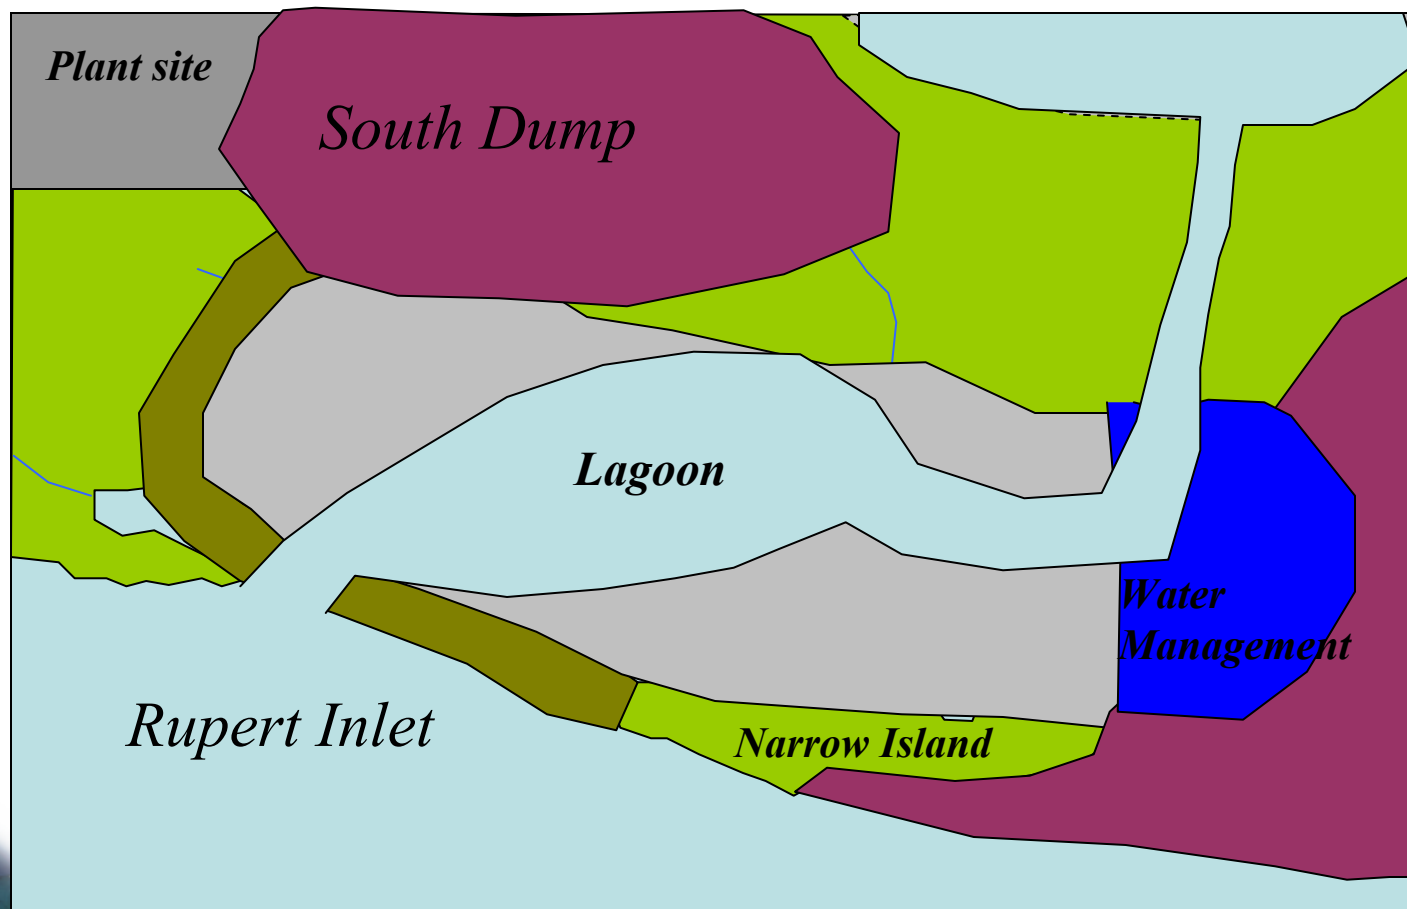 Plant site
South Dump
Lagoon
Water
Management
Rupert Inlet
Narrow Island